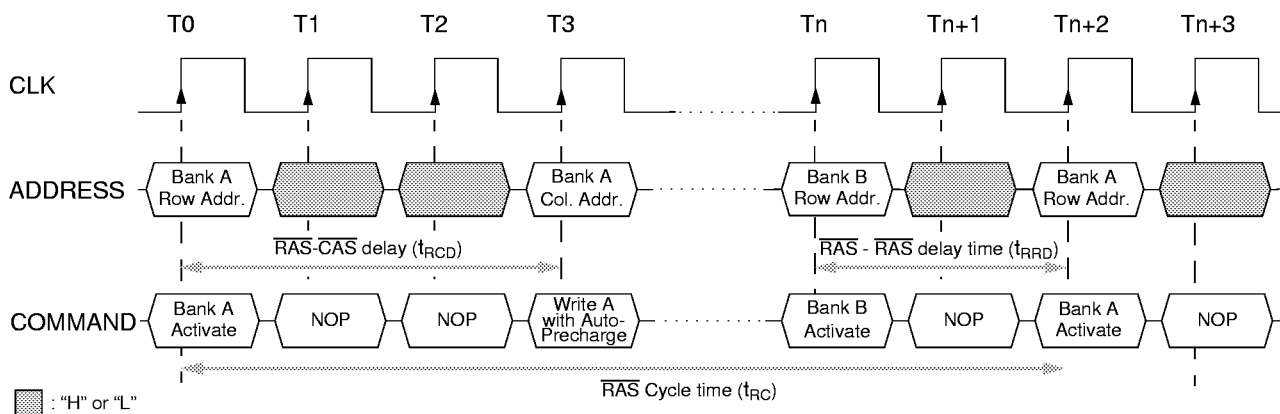 T0 T1 T2 T3 Tn Tn+1 Tn+2 Tn+3
CLK
ADDRESS
Bank A
Row Addr.
Bank A
Col. Addr.
Bank B
Row Addr.
Bank A
Row Addr.
RAS-CAS delay (tRCD)
RAS - RAS delay time (tRRD)
COMMAND
Bank A
Activate
NOP
NOP
Write A
with Auto-
Precharge
Bank B
Activate
NOP
Bank A
Activate
NOP
RAS Cycle time (tRC)
: “H” or “L”